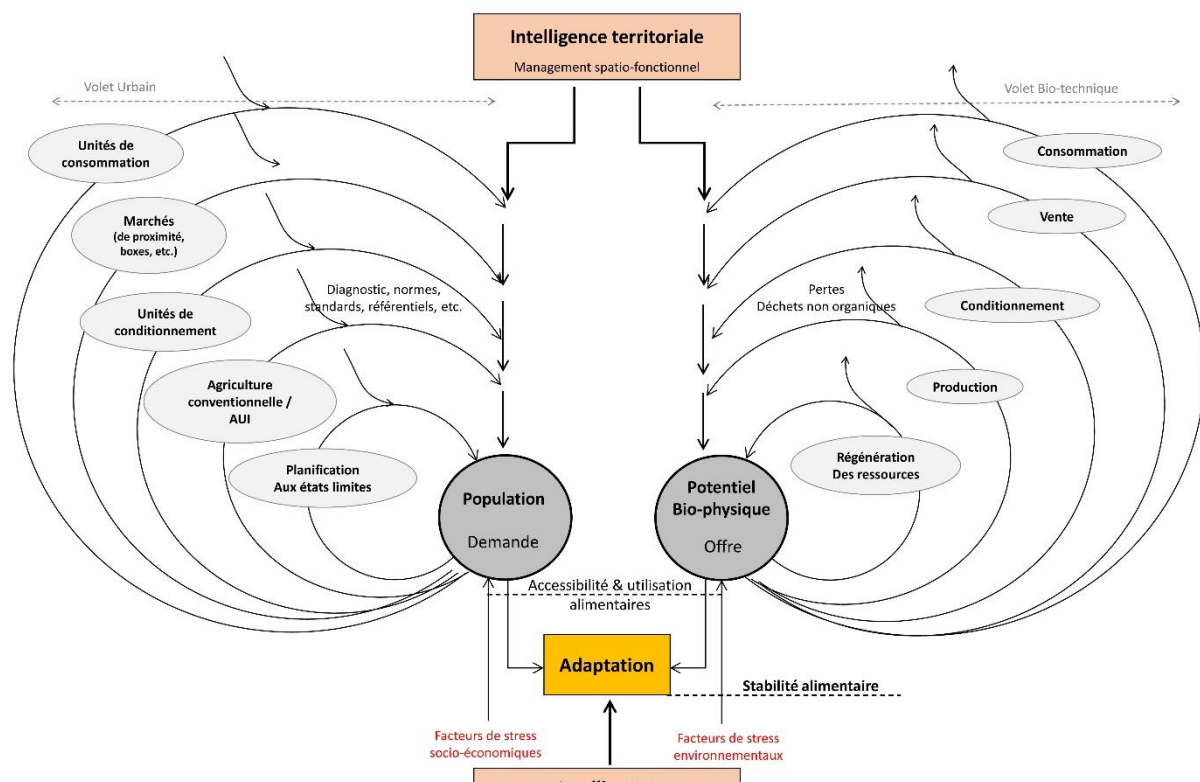 Intelligence territoriale
Management spatio-fonctionnel
Volet Urbain
Volet Bio-technique
Unités de
consommation
Consommation
Marchés
(de proximité,
boxes, etc.)
Vente
Diagnostic, normes,
standards, référentiels, etc.
Pertes
Déchets non organiques
Unités de
conditionnement
Conditionnement
Agriculture
conventionnelle /
AUI
Production
Planification
Aux états limites
Régénération
Des ressources
Population
Demande
Potentiel
Bio-physique
Offre
Accessibilité & utilisation
alimentaires
Adaptation
Stabilité alimentaire
Facteurs de stress
socio-économiques
Facteurs de stress
environnementaux